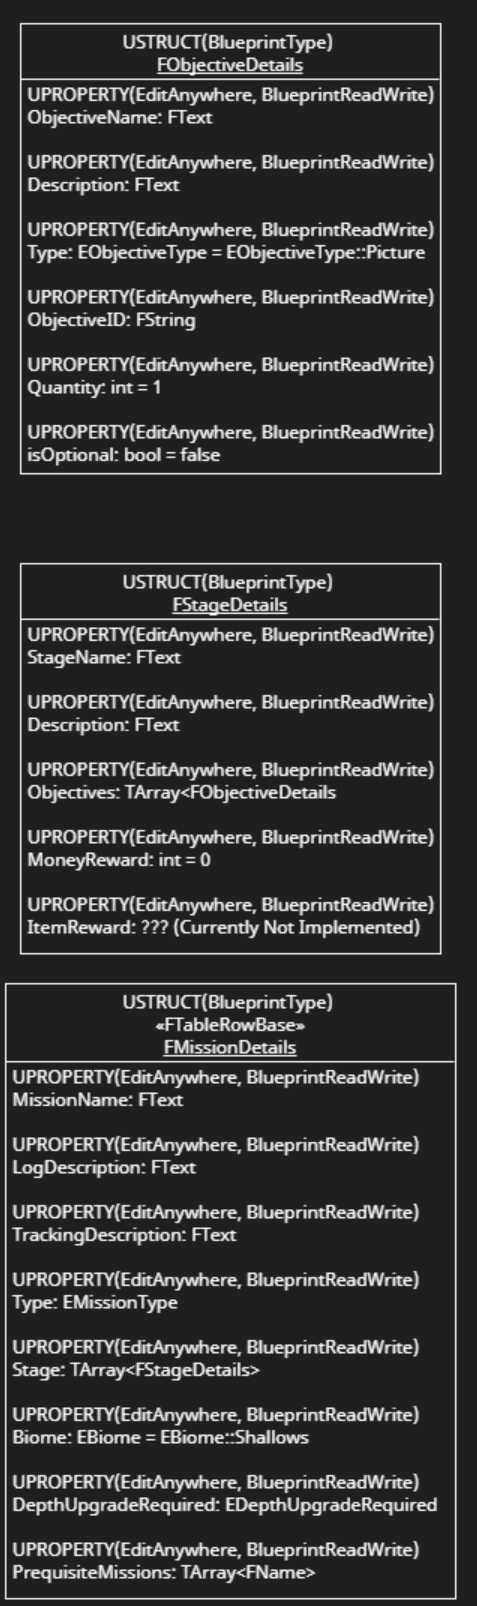 USTRUCT(BlueprintType)
FObjectiveDetails
UPROPERTY(EditAnywhere, BlueprintReadWrite)
ObjectiveName: FText
UPROPERTY(EditAnywhere, BlueprintReadWrite)
Description: FText
UPROPERTY(EditAnywhere, BlueprintReadWrite)
Type: EObjectiveType = EObjectiveType::Picture
UPROPERTY(EditAnywhere, BlueprintReadWrite)
ObjectiveID: FString
UPROPERTY(EditAnywhere, BlueprintReadWrite)
Quantity: int = 1
UPROPERTY(EditAnywhere, BlueprintReadWrite)
isOptional: bool = false
USTRUCT(BlueprintType)
FStageDetails
UPROPERTY(EditAnywhere, BlueprintReadWrite)
StageName: FText
UPROPERTY(EditAnywhere, BlueprintReadWrite)
Description: FText
UPROPERTY(EditAnywhere, BlueprintReadWrite)
Objectives: TArray<FObjectiveDetails
UPROPERTY(EditAnywhere, BlueprintReadWrite)
MoneyReward: int = 0
UPROPERTY(EditAnywhere, BlueprintReadWrite)
ItemReward: ??? (Currently Not Implemented)
USTRUCT(BlueprintType)
«FTableRowBase»
FMissionDetails
UPROPERTY(EditAnywhere, BlueprintReadWrite)
MissionName: FText
UPROPERTY(EditAnywhere, BlueprintReadWrite)
LogDescription: FText
UPROPERTY(EditAnywhere, BlueprintReadWrite)
TrackingDescription: FText
UPROPERTY(EditAnywhere, BlueprintReadWrite)
Type: EMissionType
UPROPERTY(EditAnywhere, BlueprintReadWrite)
Stage: TArray<FStageDetails>
UPROPERTY(EditAnywhere, BlueprintReadWrite)
Biome: EBiome = EBiome::Shallows
UPROPERTY(EditAnywhere, BlueprintReadWrite)
DepthUpgradeRequired: EDepthUpgradeRequired
UPROPERTY(EditAnywhere, BlueprintReadWrite)
PrequisiteMissions: TArray<FName>